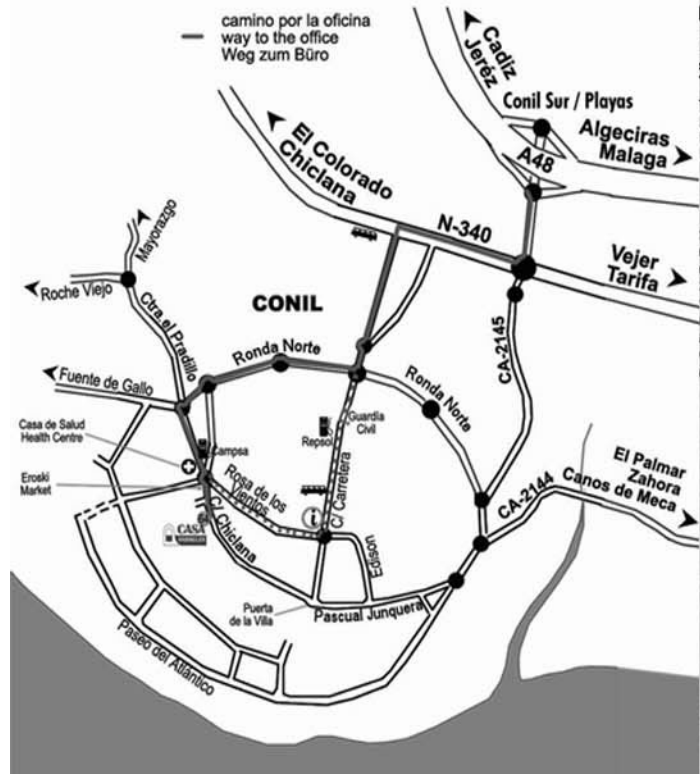 camino por la oficina
way to the office
Weg zum Büro
Cadiz
Jeréz
Conil Sur / Playas
Algeciras
Malaga
A48
El Colorado
Chiclana
N-340
Vejer
Tarifa
Mayorazgo
Roche Viejo
Ctra.el Pradillo
CONIL
Ronda Norte
Ronda Norte
CA-2145
Fuente de Gallo
Guardia
Civil
Repsol
Casa de Salud
Health Centre
Campsa
Eroski
Market
Rosa de los
C/ Carretera
El Palmar
Zahora
Canos de Meca
CA-2144
i
CASA
C/ Chiclana
Edison
Puerta
de la Villa
Pascual Junquera
Paseo del Atlántico